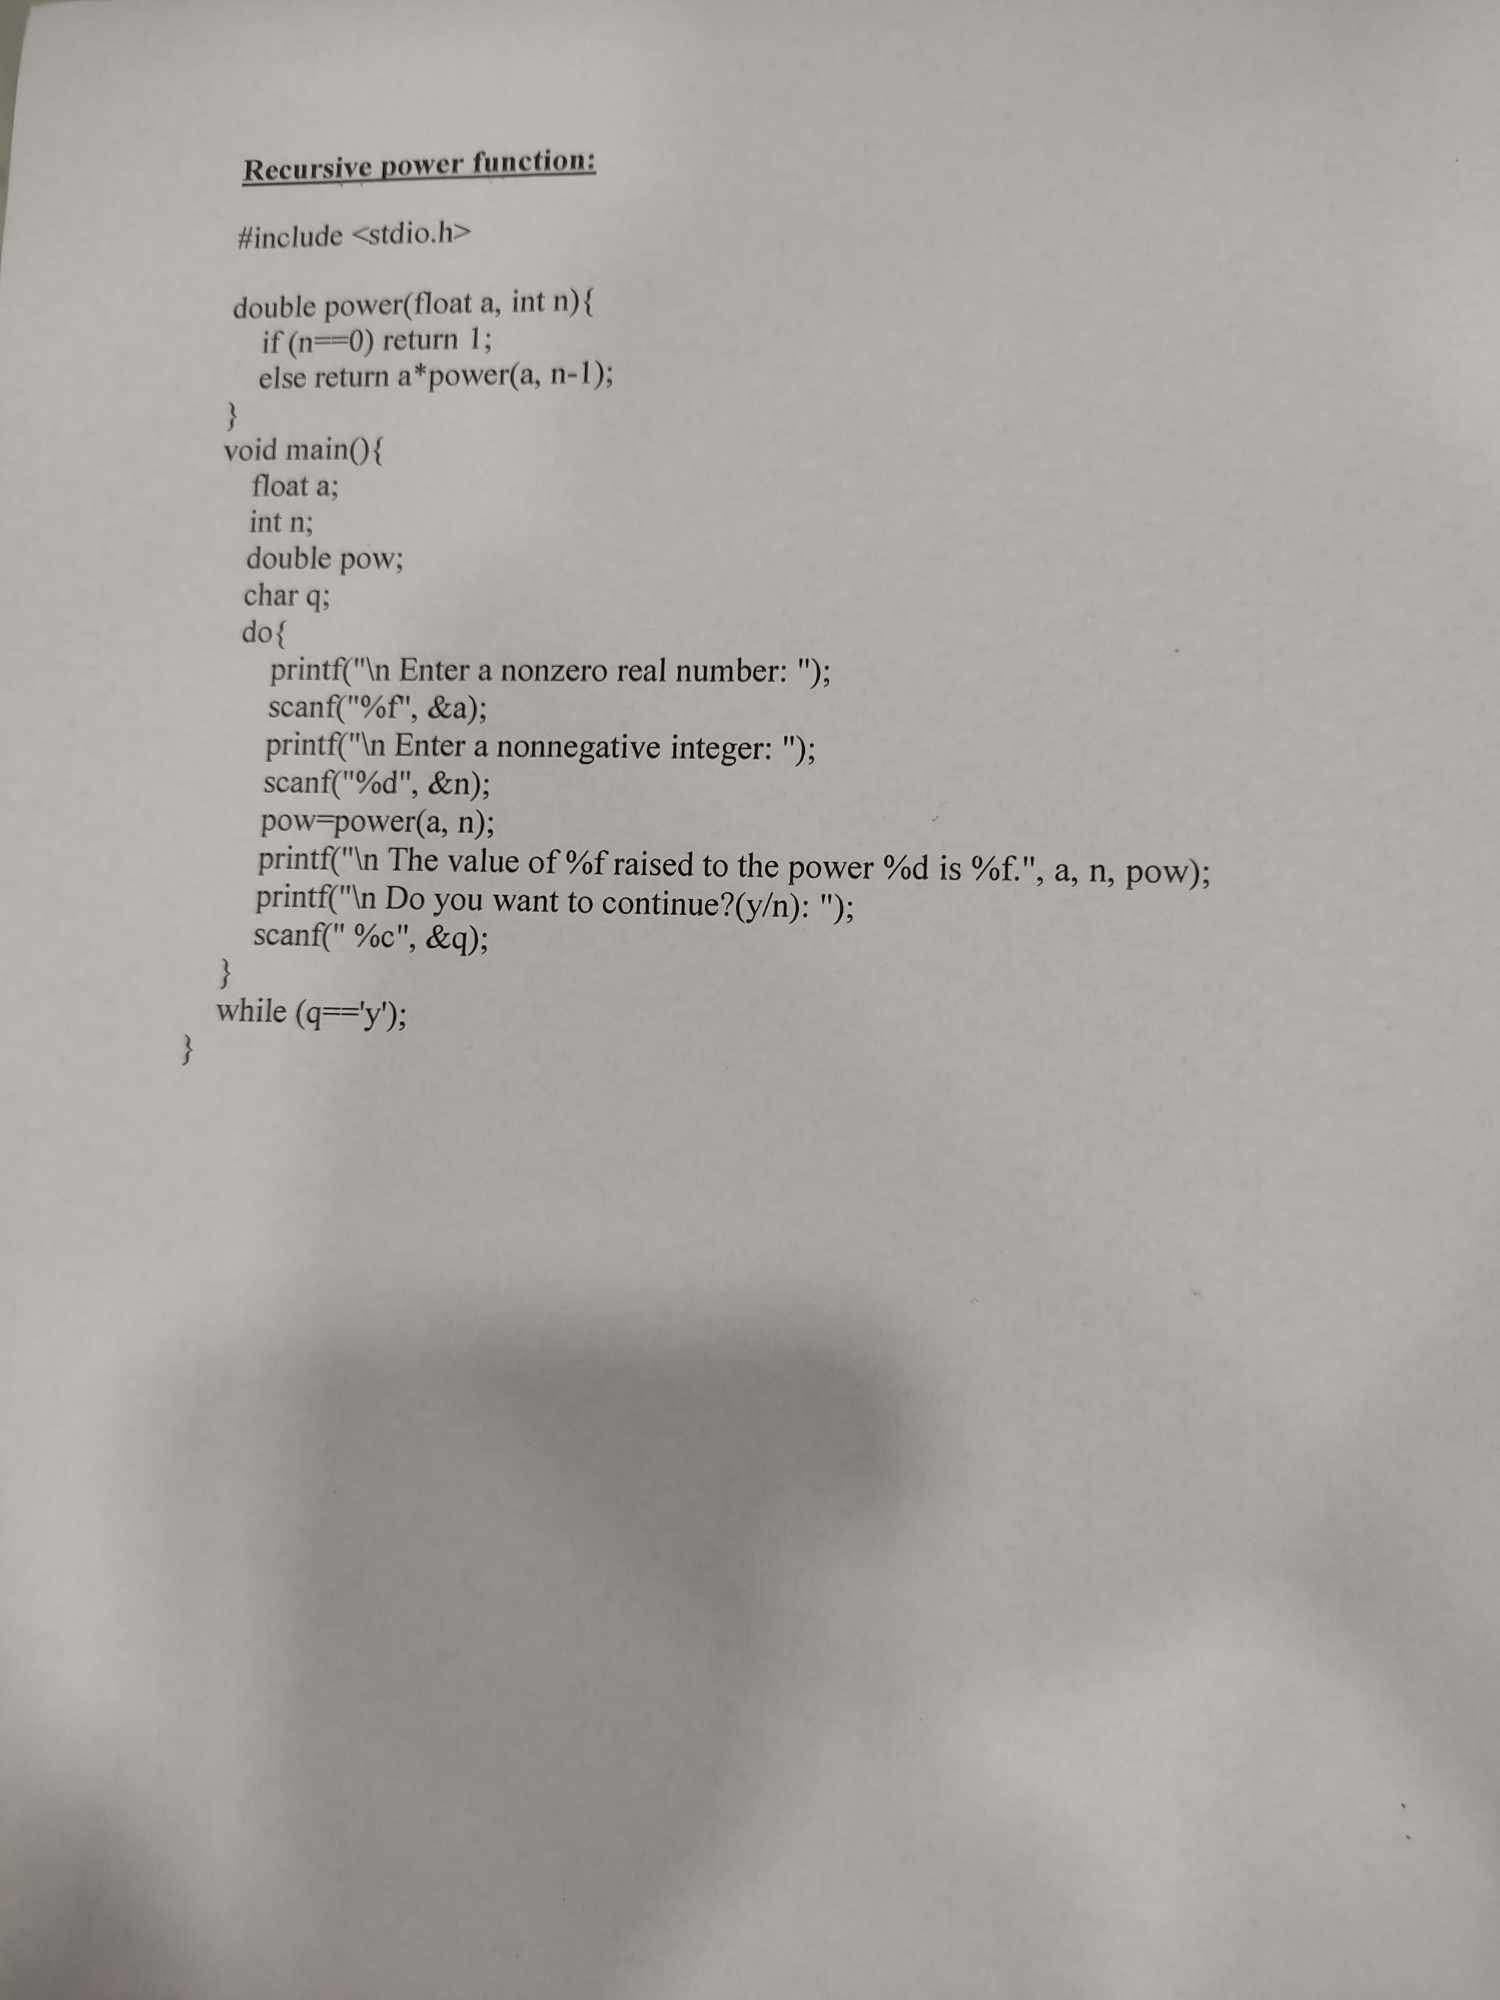 Recursive power function:
#include <stdio.h>
double power(float a, int n){
if (n==0) return 1;
else return a*power(a, n-1);
}
void main(){
float a;
int n;
double pow;
char q;
do{
printf("\n Enter a nonzero real number: ");
scanf("%f", &a);
printf("\n Enter a nonnegative integer: ");
scanf("%d", &n);
pow=power(a, n);
printf("\n The value of %f raised to the power %d is %f.", a, n, pow);
printf("\n Do you want to continue?(y/n): ");
scanf(" %c", &q);
}
while (q=='y');
}